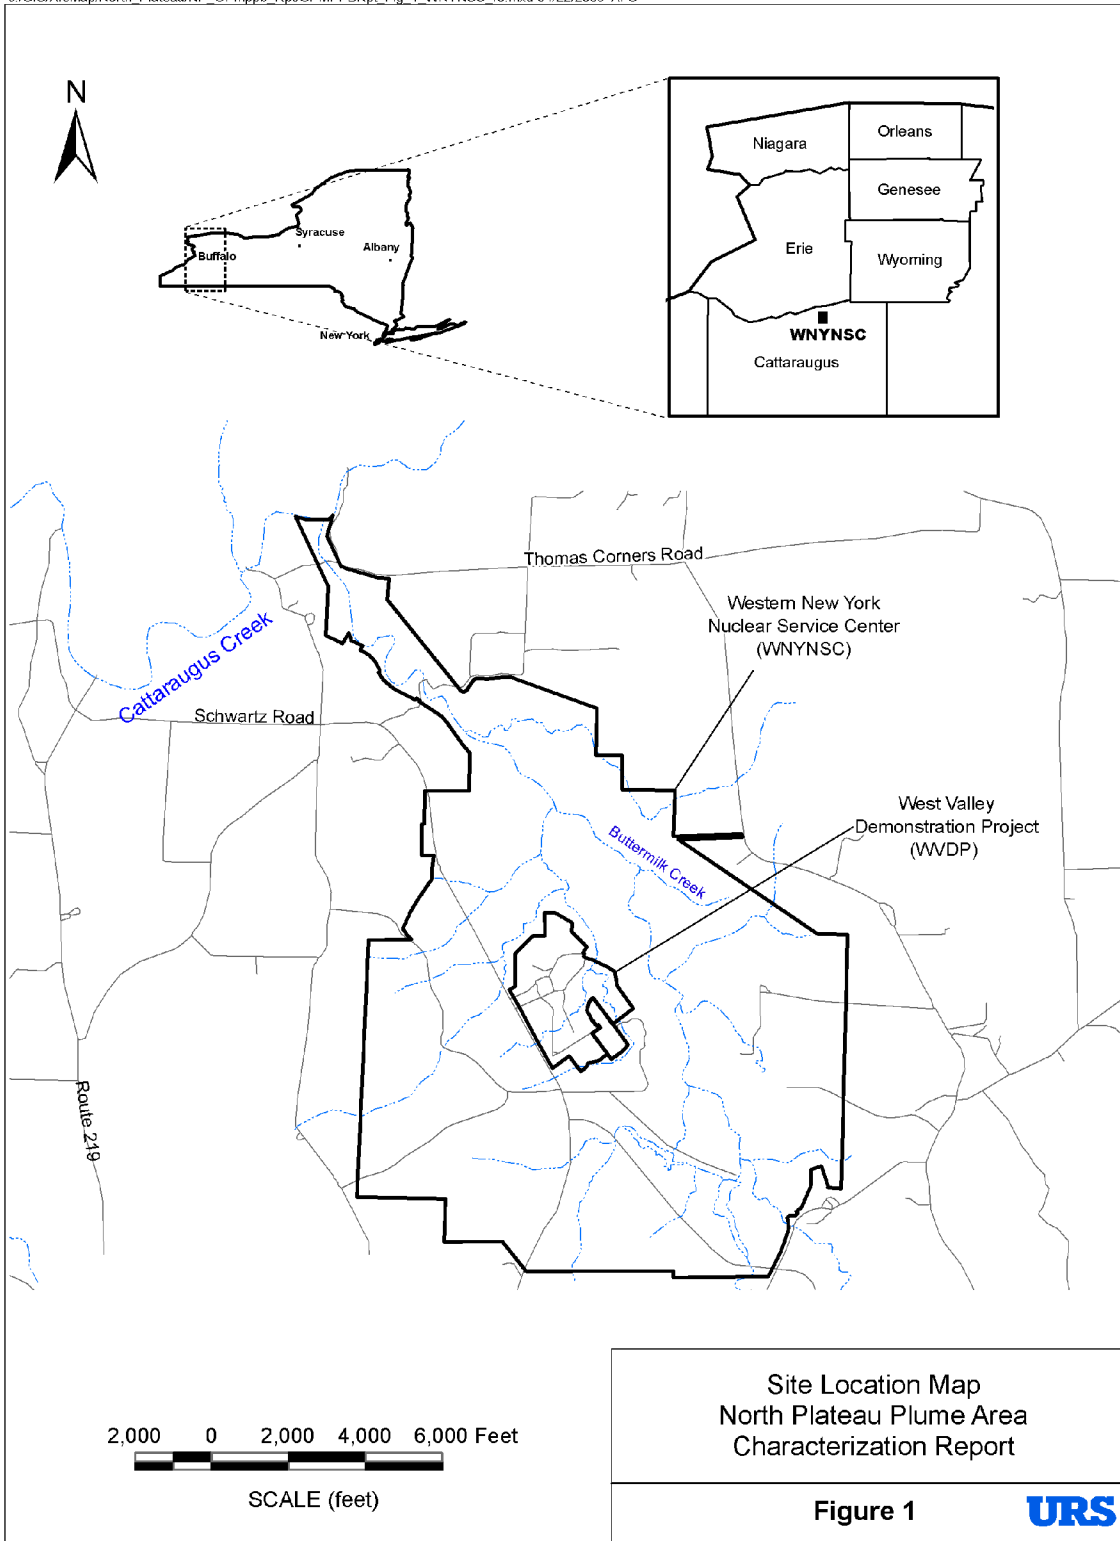 N
Syracuse
Albany
Buffalo
New York
Niagara
Orleans
Genesee
Erie
Wyoming
WNYNSC
Cattaraugus
Thomas Corners Road
Western New York
Nuclear Service Center
(WNYNSC)
Cattaraugus Creek
Schwartz Road
West Valley
Demonstration Project
(WVDP)
Buttermilk Creek
Route 219
Site Location Map
North Plateau Plume Area
Characterization Report
2,000 0 2,000 4,000 6,000 Feet
SCALE (feet)
Figure 1
URS